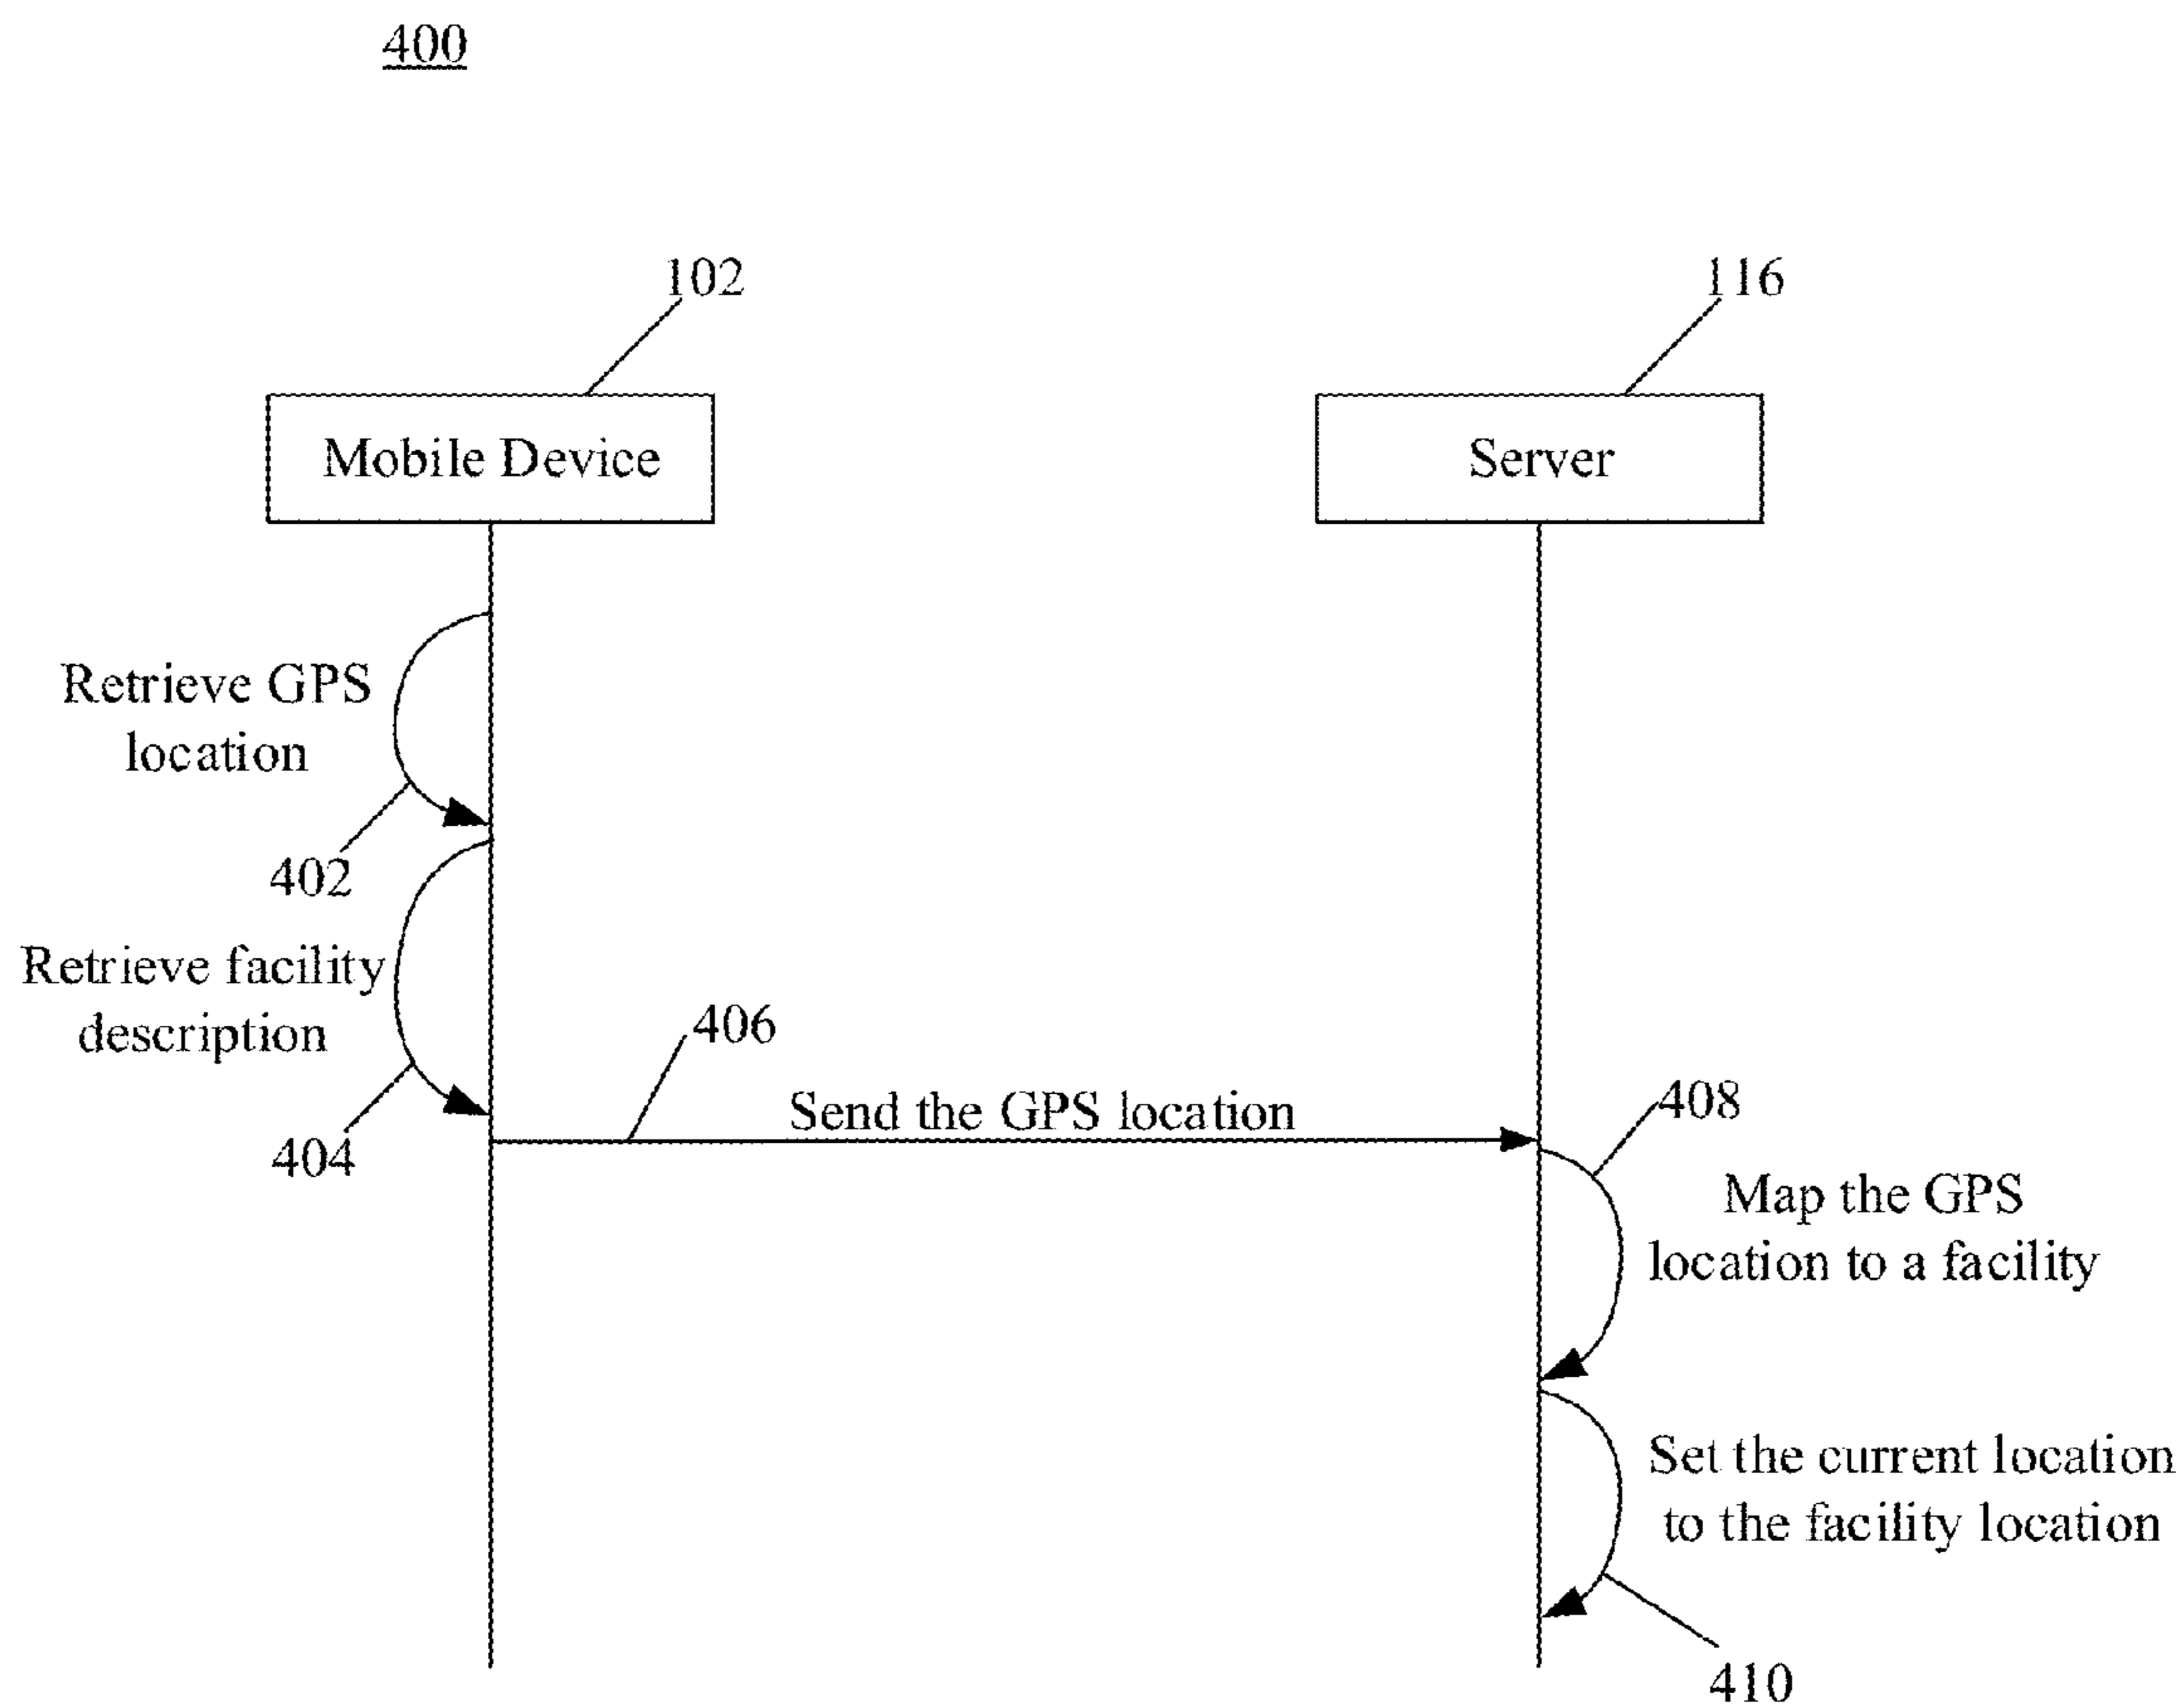 400
102
116
Mobile Device
Server
Retrieve GPS
location
402
Retrieve facility
description
404
406
Send the GPS location
408
Map the GPS
location to a facility
Set the current location
to the facility location
410